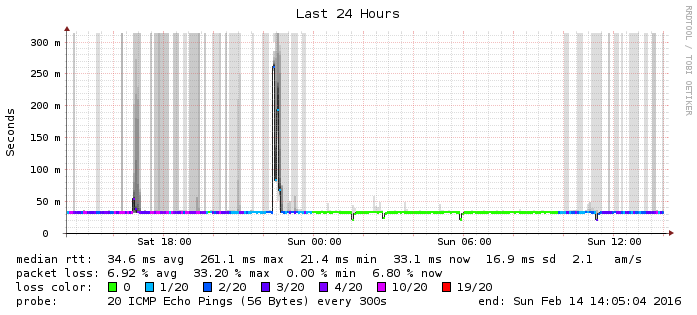 Last 24 Hours
RRDTOOL / TOBI OETIKER
Seconds
300 m
250 m
200 m
150 m
100 m
50 m
0
Sat 18:00 Sun 00:00 Sun 06:00 Sun 12:00
median rtt: 34.6 ms avg 261.1 ms max 21.4 ms min 33.1 ms now 16.9 ms sd 2.1 am/s
packet loss: 6.92 % avg 33.20 % max 0.00 % min 6.80 % now
loss color: 0 1/20 2/20 3/20 4/20 10/20 19/20
probe: 20 ICMP Echo Pings (56 Bytes) every 300s end: Sun Feb 14 14:05:04 2016